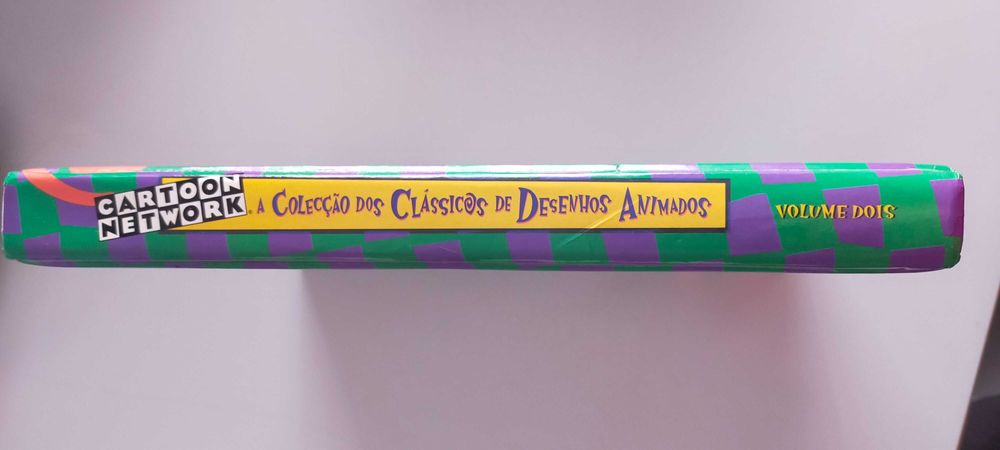 CARTOON
NETWORK
A COLECÇÃO DOS CLÁSSICOS DE DESENHOS ANIMADOS
VOLUME DOIS